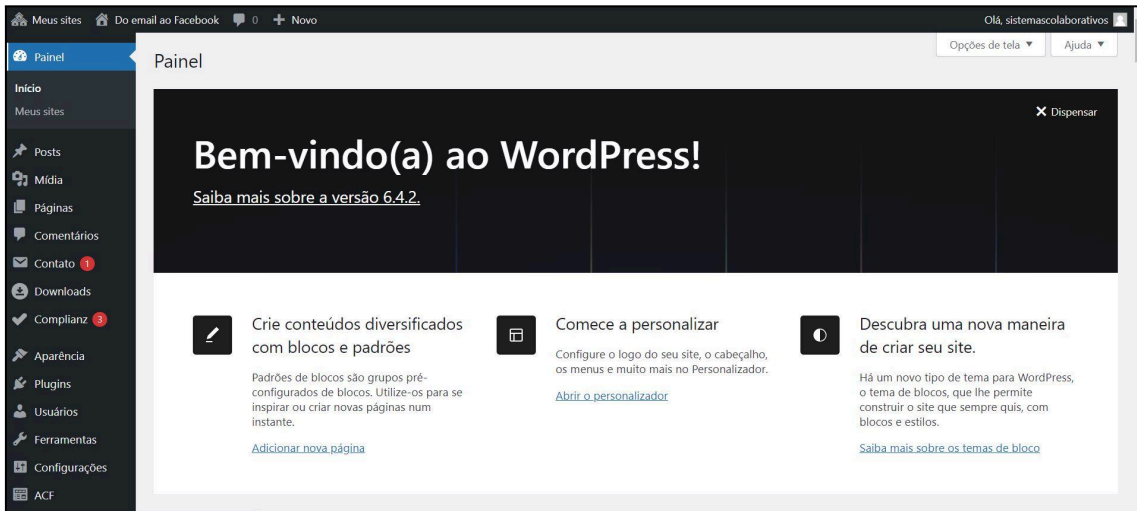 Meus sites Do email ao Facebook 0 Novo Olá, sistemascolaborativos
Opções de tela Ajuda
Painel
Início
Meus sites
Posts
Mídia
Páginas
Comentários
Contato 1
Downloads
Complianz 3
Aparência
Plugins
Usuários
Ferramentas
Configurações
ACF
Painel
Dispensar
Bem-vindo(a) ao WordPress!
Saiba mais sobre a versão 6.4.2.
Crie conteúdos diversificados
com blocos e padrões
Padrões de blocos são grupos pré-
configurados de blocos. Utilize-os para se
inspirar ou criar novas páginas num
instante.
Adicionar nova página
Comece a personalizar
Configure o logo do seu site, o cabeçalho,
os menus e muito mais no Personalizador.
Abrir o personalizador
Descubra uma nova maneira
de criar seu site.
Há um novo tipo de tema para WordPress,
o tema de blocos, que lhe permite
construir o site que sempre quis, com
blocos e estilos.
Saiba mais sobre os temas de bloco